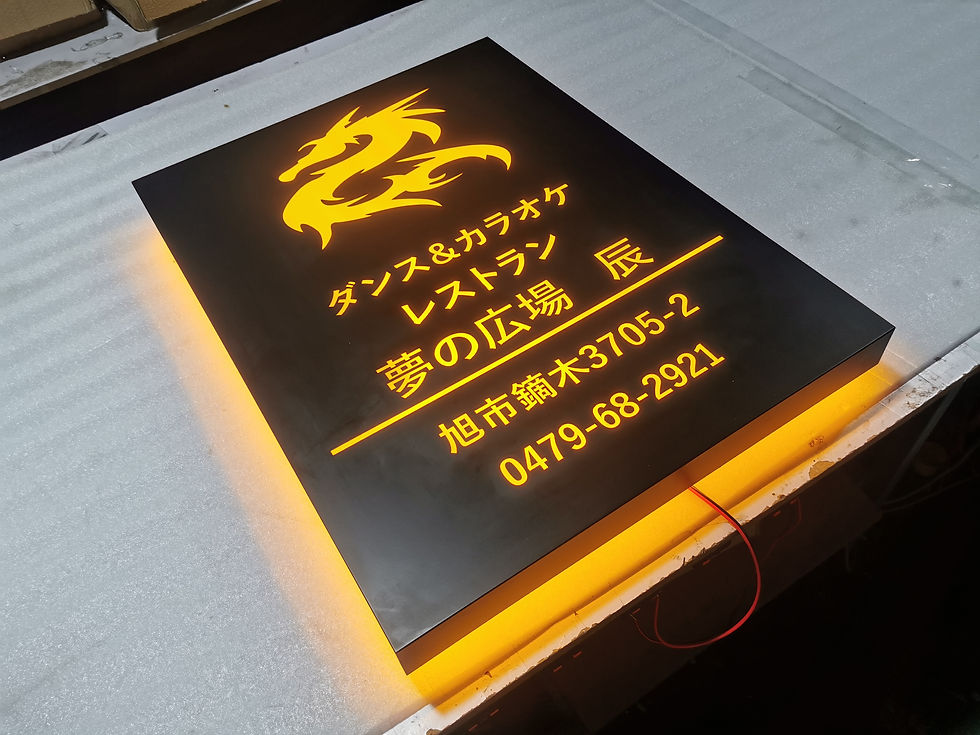 ダンス&カラオケ
レストラン
夢の広場　辰
旭市鏑木3705-2
0479-68-2921